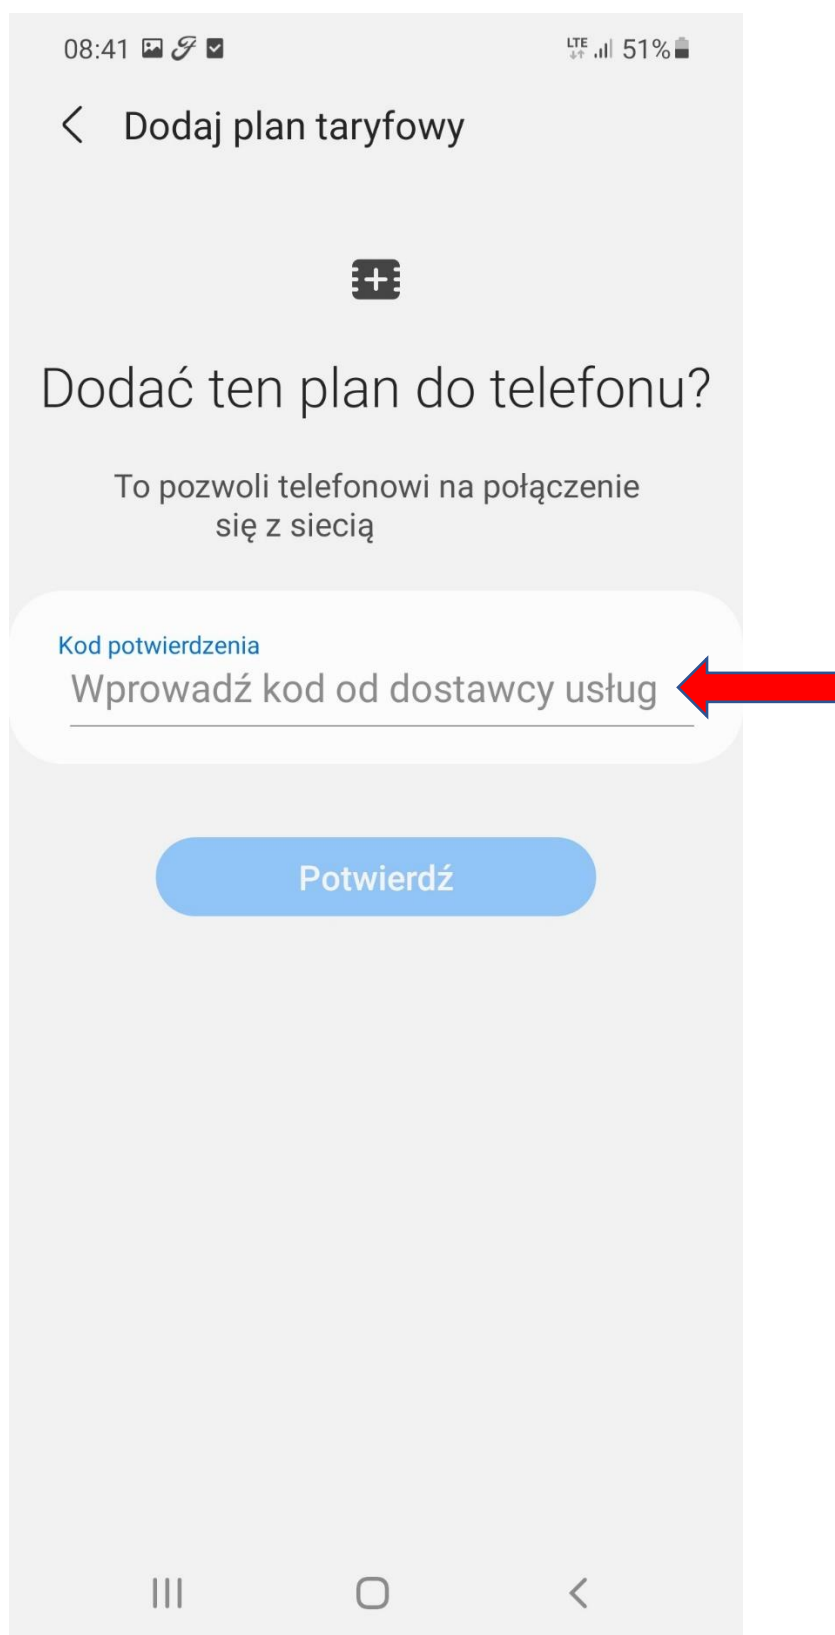 08:41 LTE 51%
Dodaj plan taryfowy
Dodać ten plan do telefonu?
To pozwoli telefonowi na połączenie
się z siecią
Kod potwierdzenia
Wprowadź kod od dostawcy usług
Potwierdź